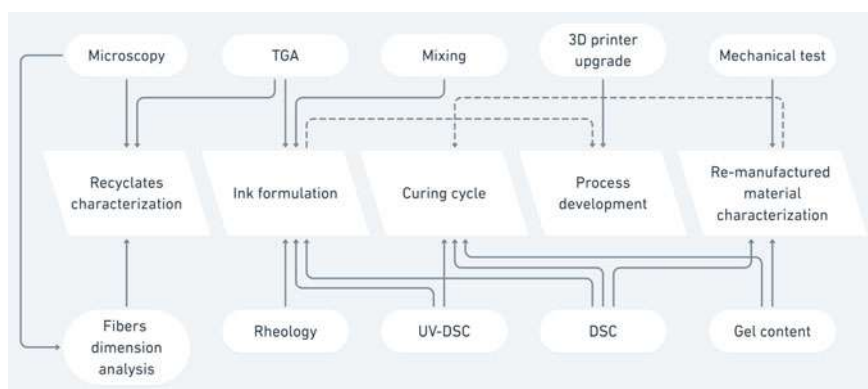 Microscopy
TGA
Mixing
3D printer
upgrade
Mechanical test
Recyclates
characterization
Ink formulation
Curing cycle
Process
development
Re-manufactured
material
characterization
Fibers
dimension
analysis
Rheology
UV-DSC
DSC
Gel content